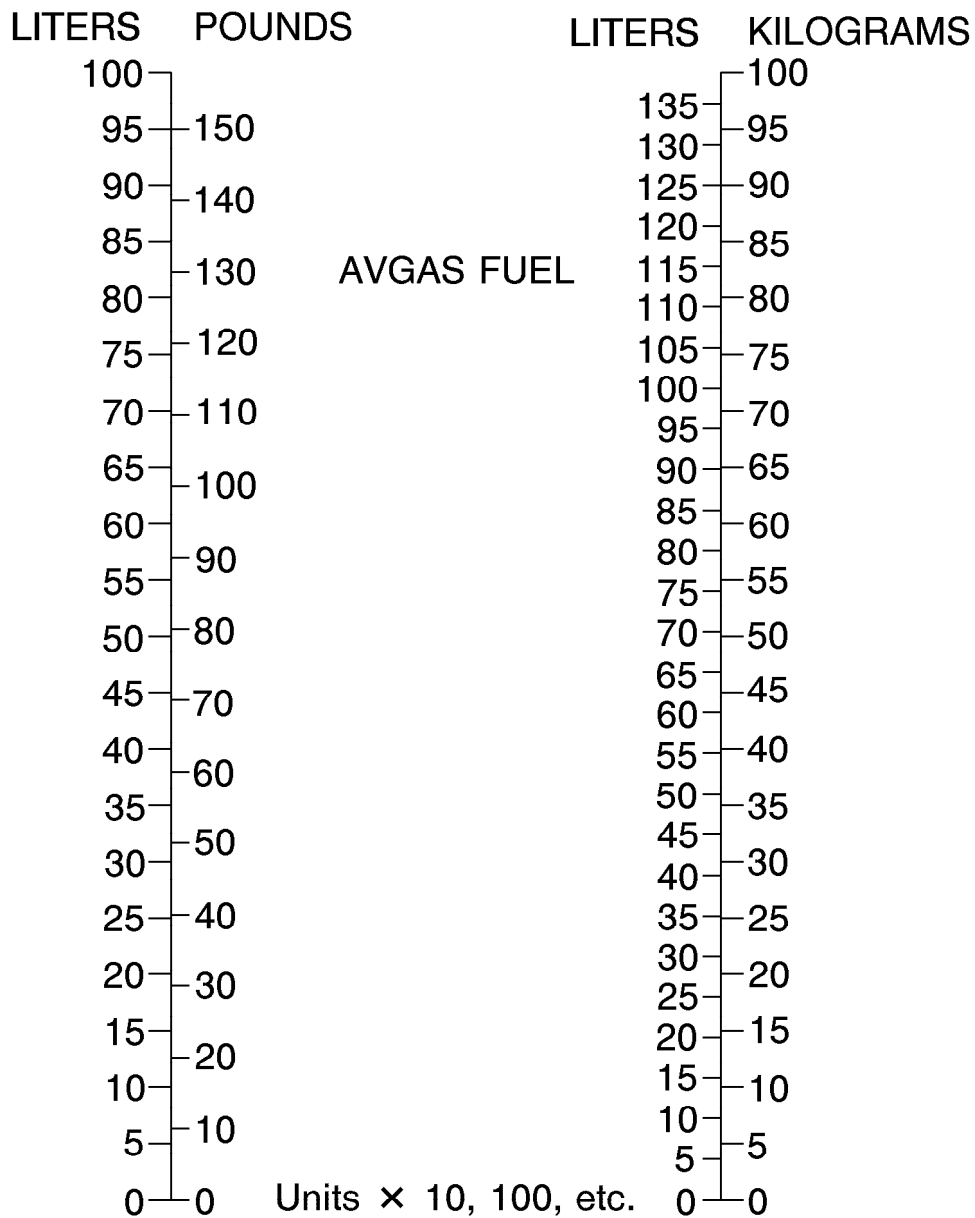 LITERS POUNDS LITERS KILOGRAMS
100 100
135
95 150 95
130
90 140 125 90
120
85 85
130 AVGAS FUEL 115
80 110 80
75 120 105 75
100
70 110 70
95
65 90 65
100
85
60 60
80
90
55 75 55
50 80 70 50
65
45 70 60 45
40 55 40
60
50
35 35
50 45
30 40 30
25 40 35 25
30
20 30 20
25
15 20 20 15
15
10 10
10 10
5 5
5
0 0 Units × 10, 100, etc. 0 0